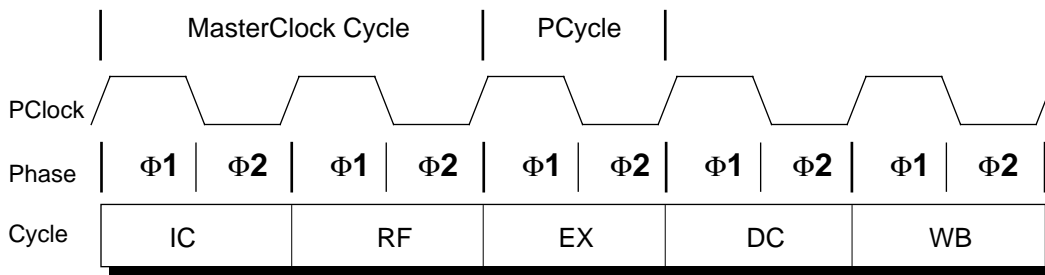 MasterClock Cycle PCycle
PClock
Phase Φ1 Φ2 Φ1 Φ2 Φ1 Φ2 Φ1 Φ2 Φ1 Φ2
Cycle IC RF EX DC WB